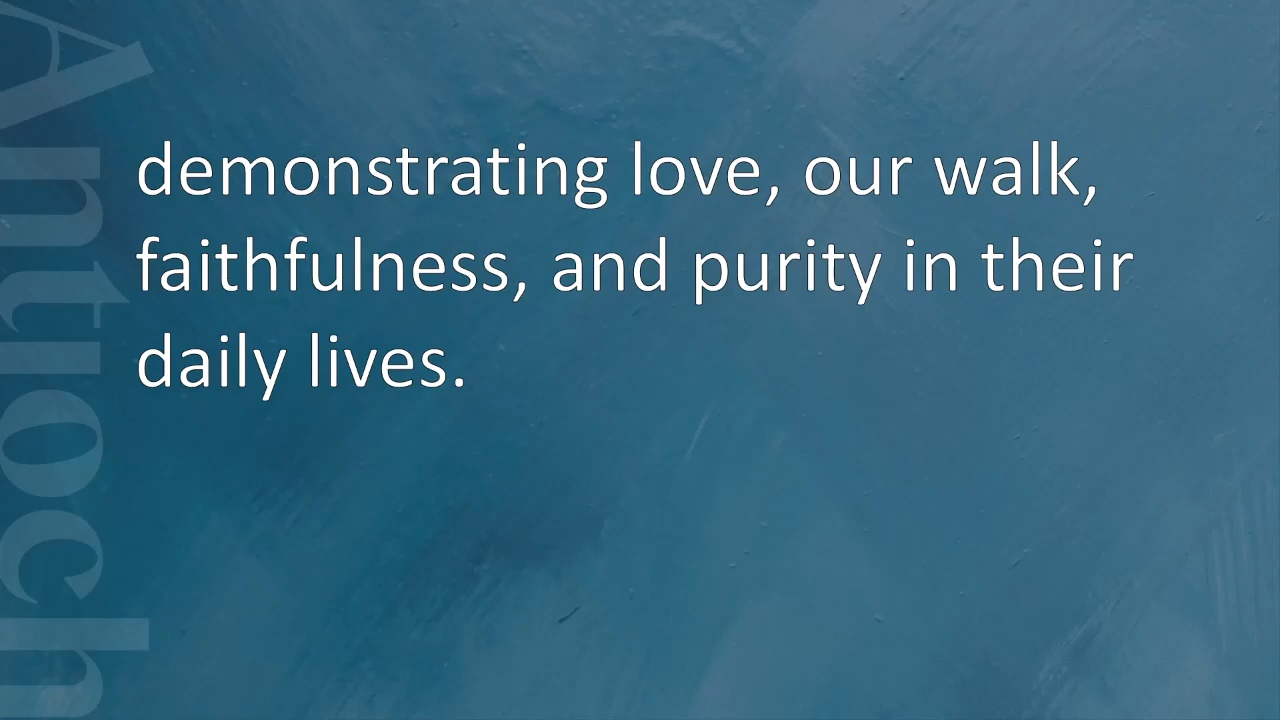 Antioch
demonstrating love, our walk,
faithfulness, and purity in their
daily lives.